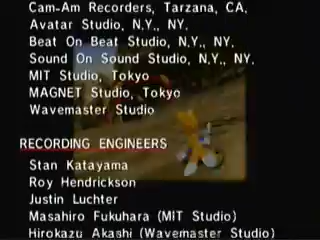 Cam-Am Recorders, Tarzana, CA.
Avatar Studio, N.Y., NY.
Beat On Beat Studio, N.Y., NY.
Sound On Sound Studio, N.Y., NY.
MIT Studio, Tokyo
MAGNET Studio, Tokyo
Wavemaster Studio
RECORDING ENGINEERS
Stan Katayama
Roy Hendrickson
Justin Luchter
Masahiro Fukuhara (MIT Studio)
Hirokazu Akashi (Wavemaster Studio)